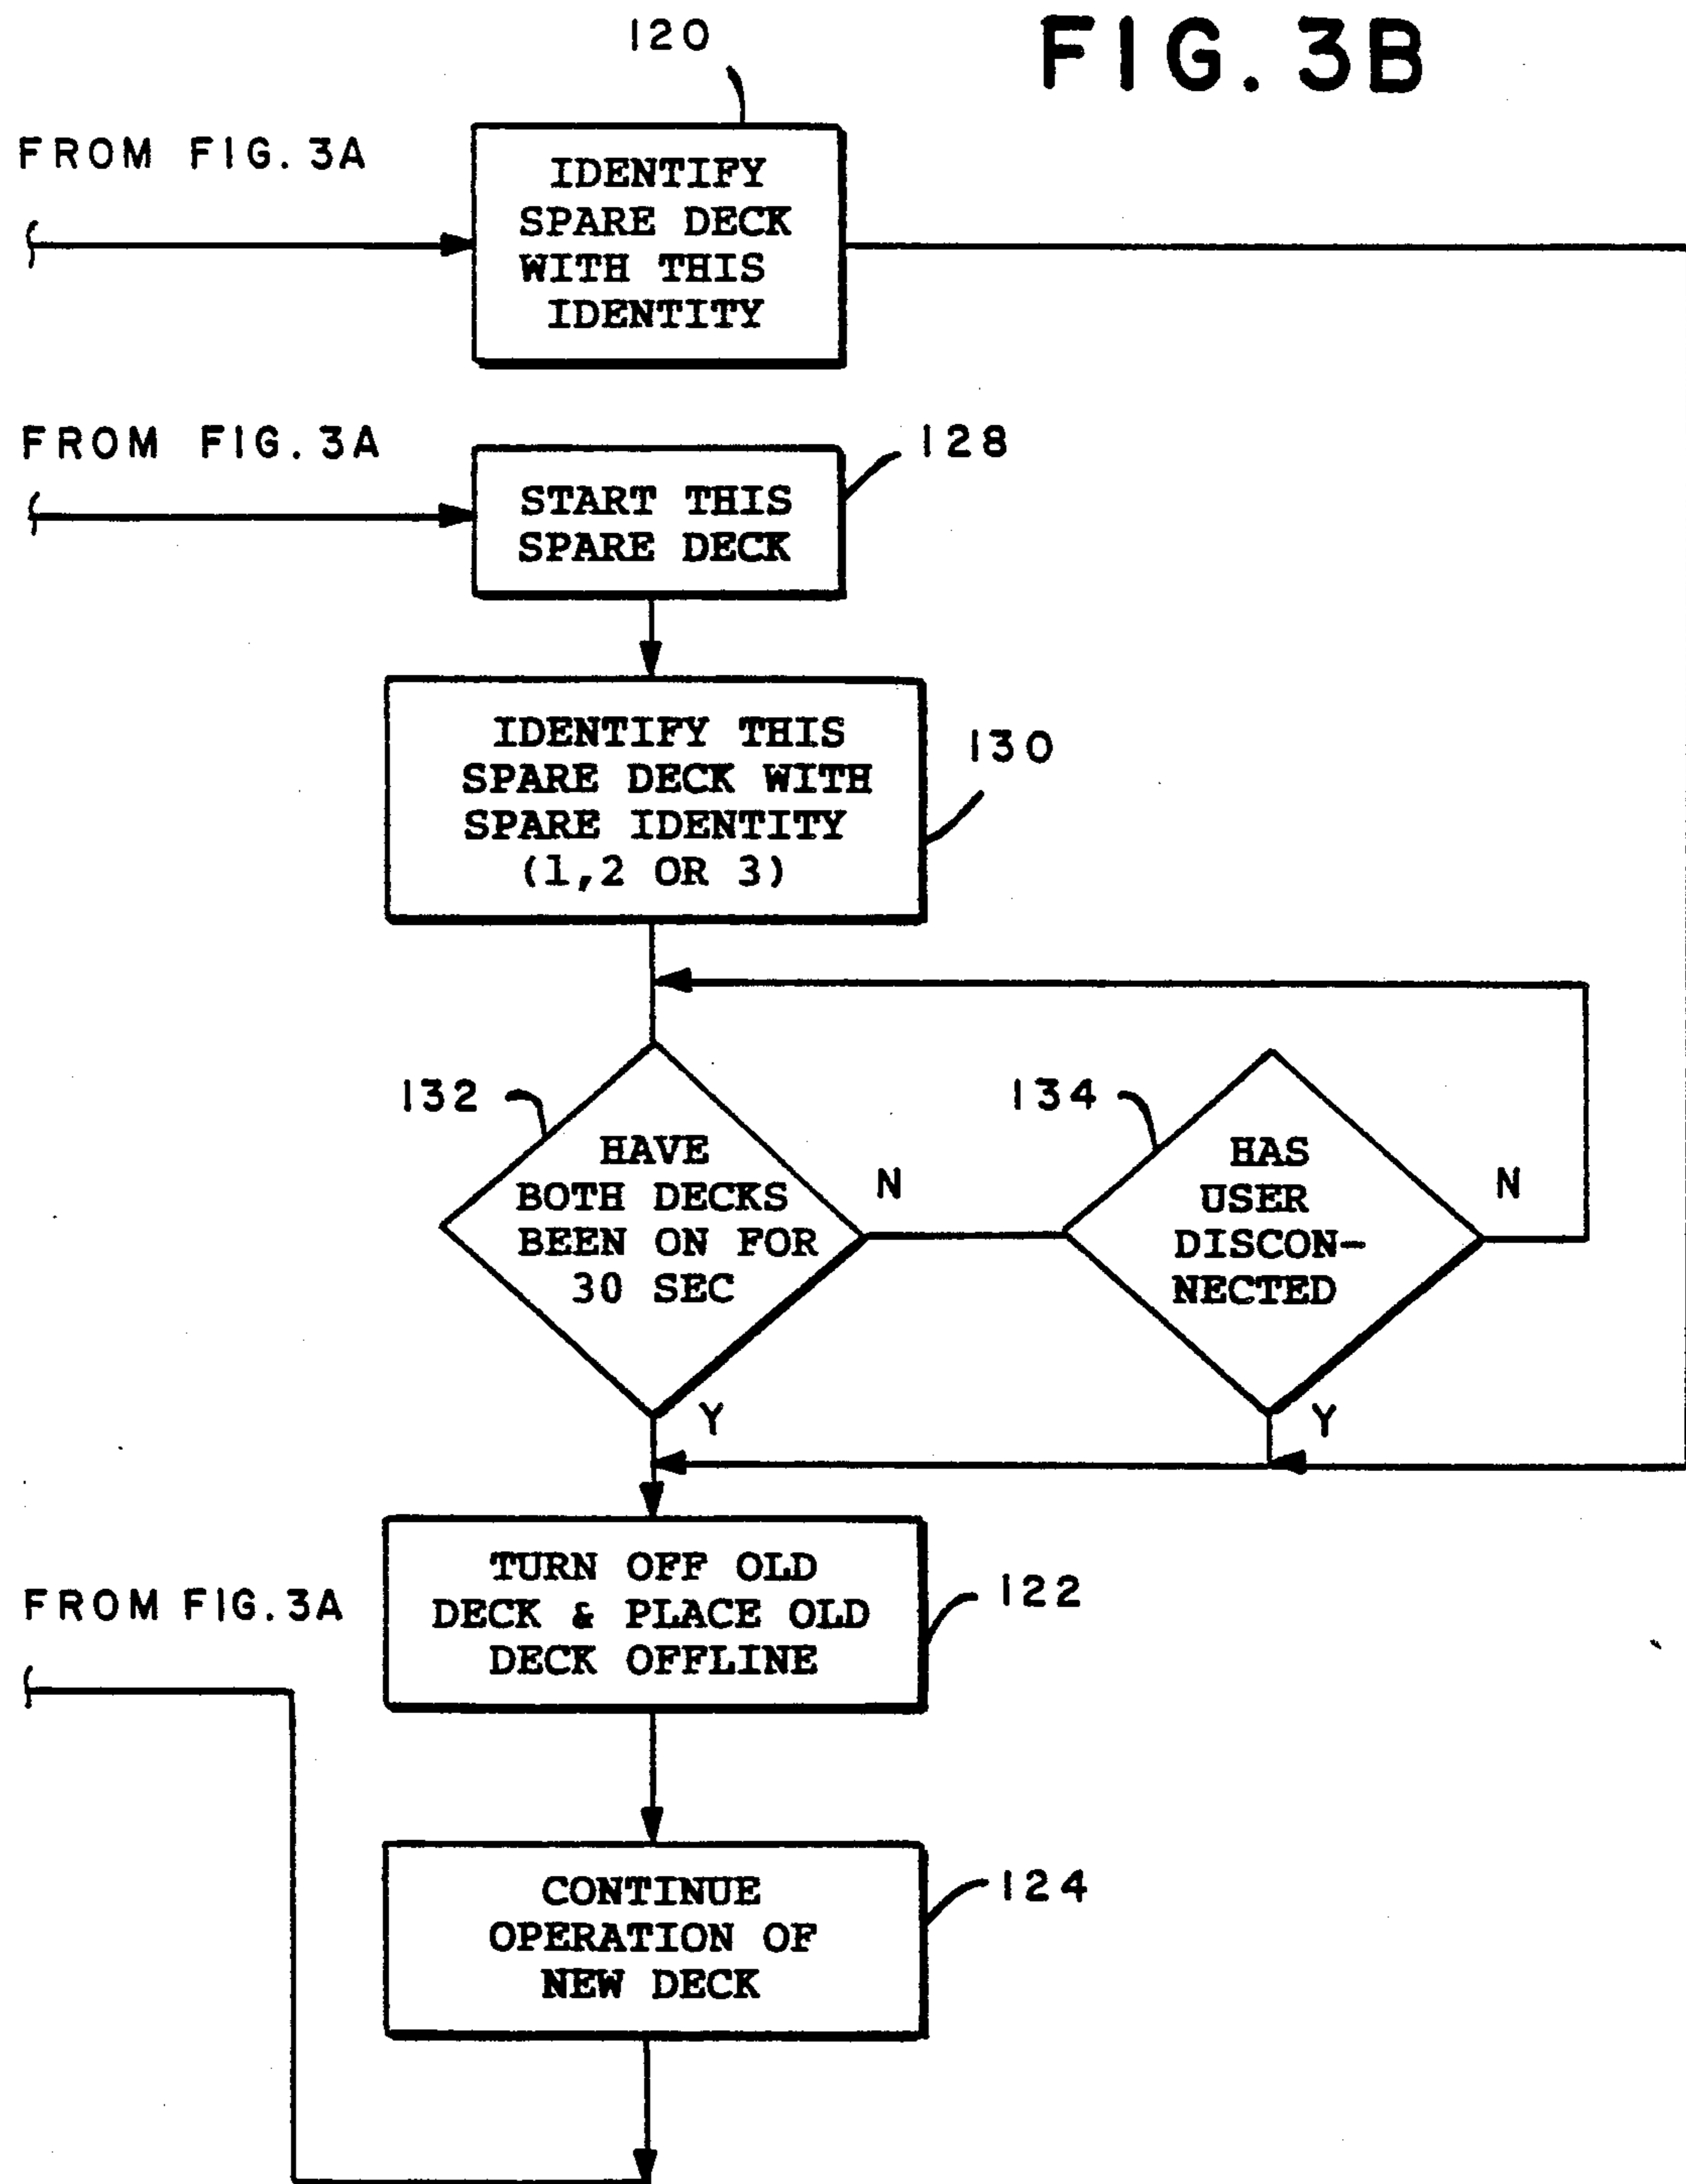 120
FIG. 3B
FROM FIG. 3A
IDENTIFY
SPARE DECK
WITH THIS
IDENTITY
FROM FIG. 3A
128
START THIS
SPARE DECK
130
IDENTIFY THIS
SPARE DECK WITH
SPARE IDENTITY
(1,2 OR 3)
132
HAVE
BOTH DECKS
BEEN ON FOR
30 SEC
N
Y
134
HAS
USER
DISCON-
NECTED
N
Y
TURN OFF OLD
DECK & PLACE OLD
DECK OFFLINE
122
FROM FIG. 3A
CONTINUE
OPERATION OF
NEW DECK
124